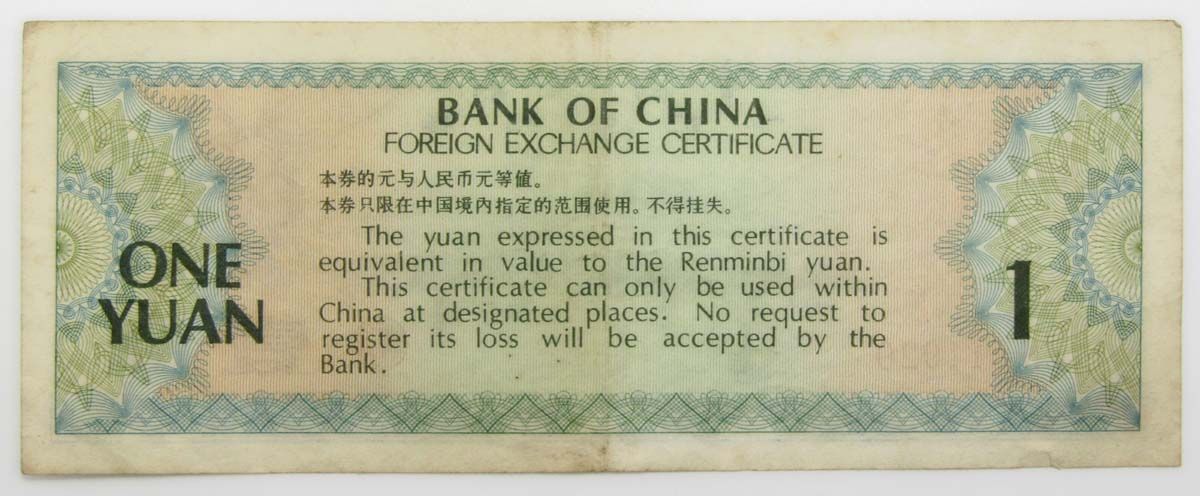 BANK OF CHINA
FOREIGN EXCHANGE CERTIFICATE
本券的元与人民币元等值。
本券只限在中国境内指定的范围使用。不得挂失。
The yuan expressed in this certificate is
equivalent in value to the Renminbi yuan.
This certificate can only be used within
China at designated places. No request to
register its loss will be accepted by the
Bank.
ONE
YUAN
1